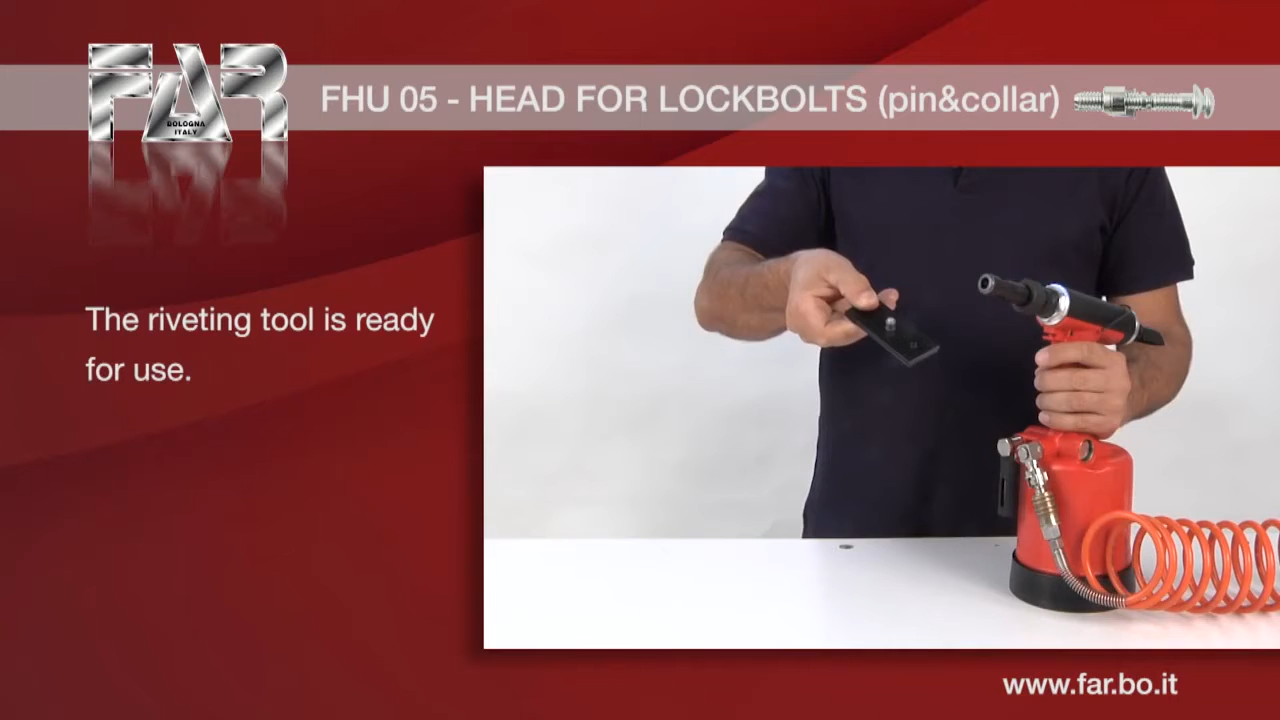 FAR
BOLOGNA
ITALY
FHU 05 - HEAD FOR LOCKBOLTS (pin&collar)
The riveting tool is ready
for use.
www.far.bo.it